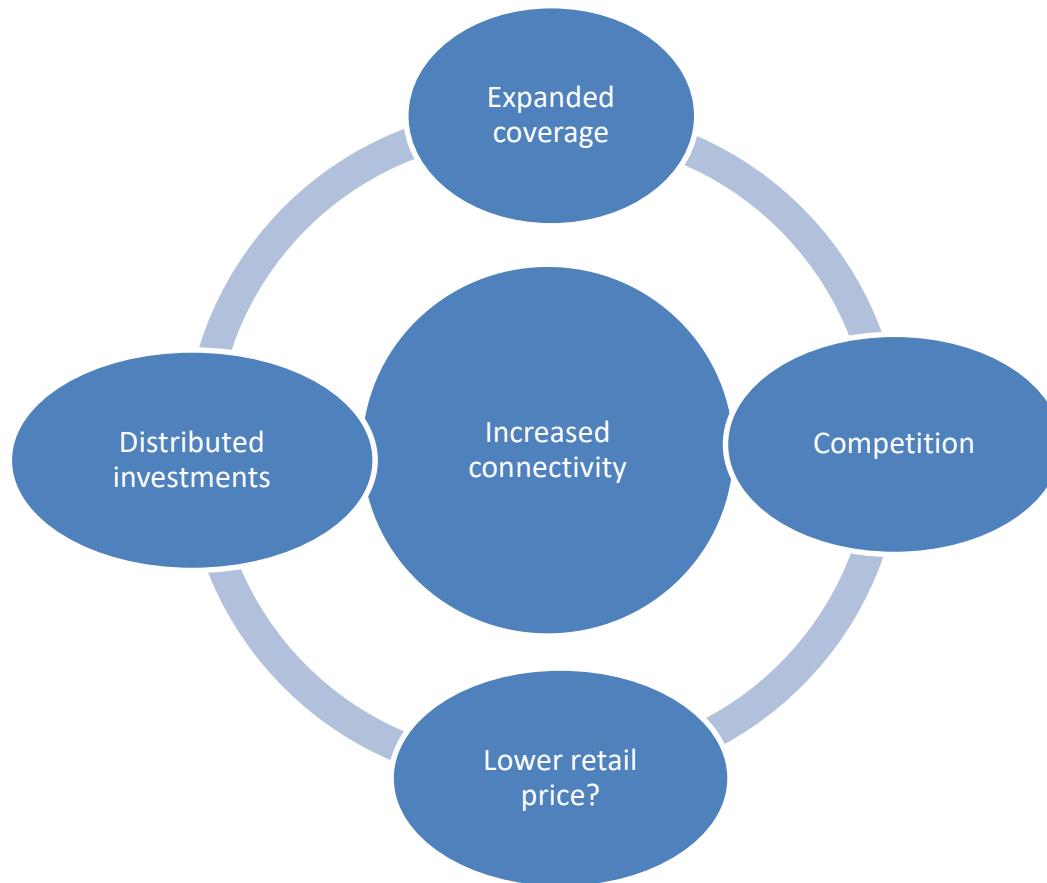 Expanded
coverage
Distributed
investments
Increased
connectivity
Competition
Lower retail
price?